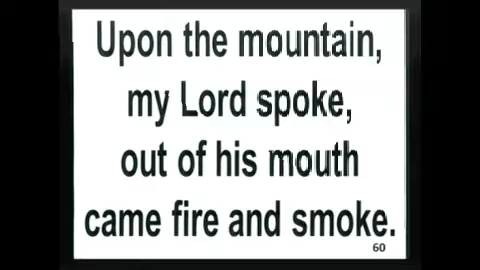 Upon the mountain,
my Lord spoke,
out of his mouth
came fire and smoke.
60